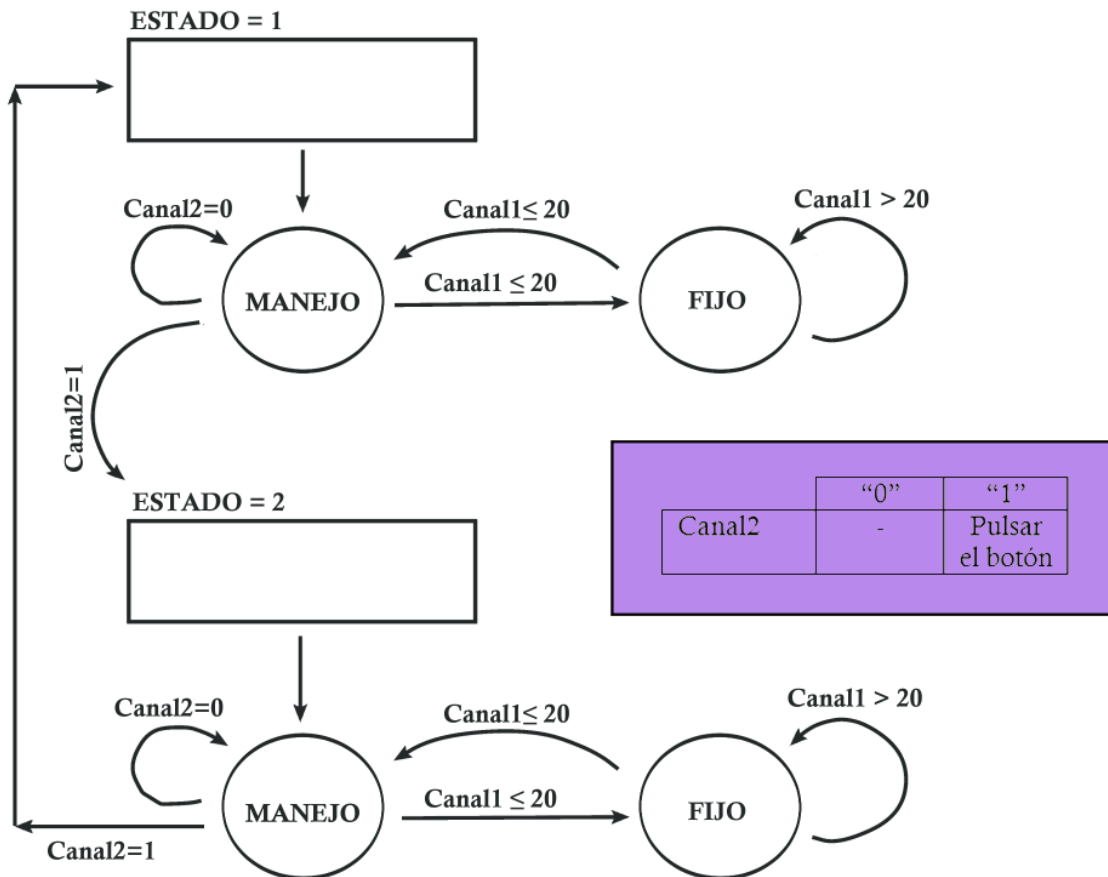 ESTADO = 1
Canal2=0
Canal1≤ 20
Canal1 > 20
Canal1 ≤ 20
MANEJO
FIJO
Canal2=1
ESTADO = 2
“0”
“1”
Canal2
-
Pulsar
el botón
Canal2=0
Canal1≤ 20
Canal1 > 20
Canal1 ≤ 20
MANEJO
FIJO
Canal2=1